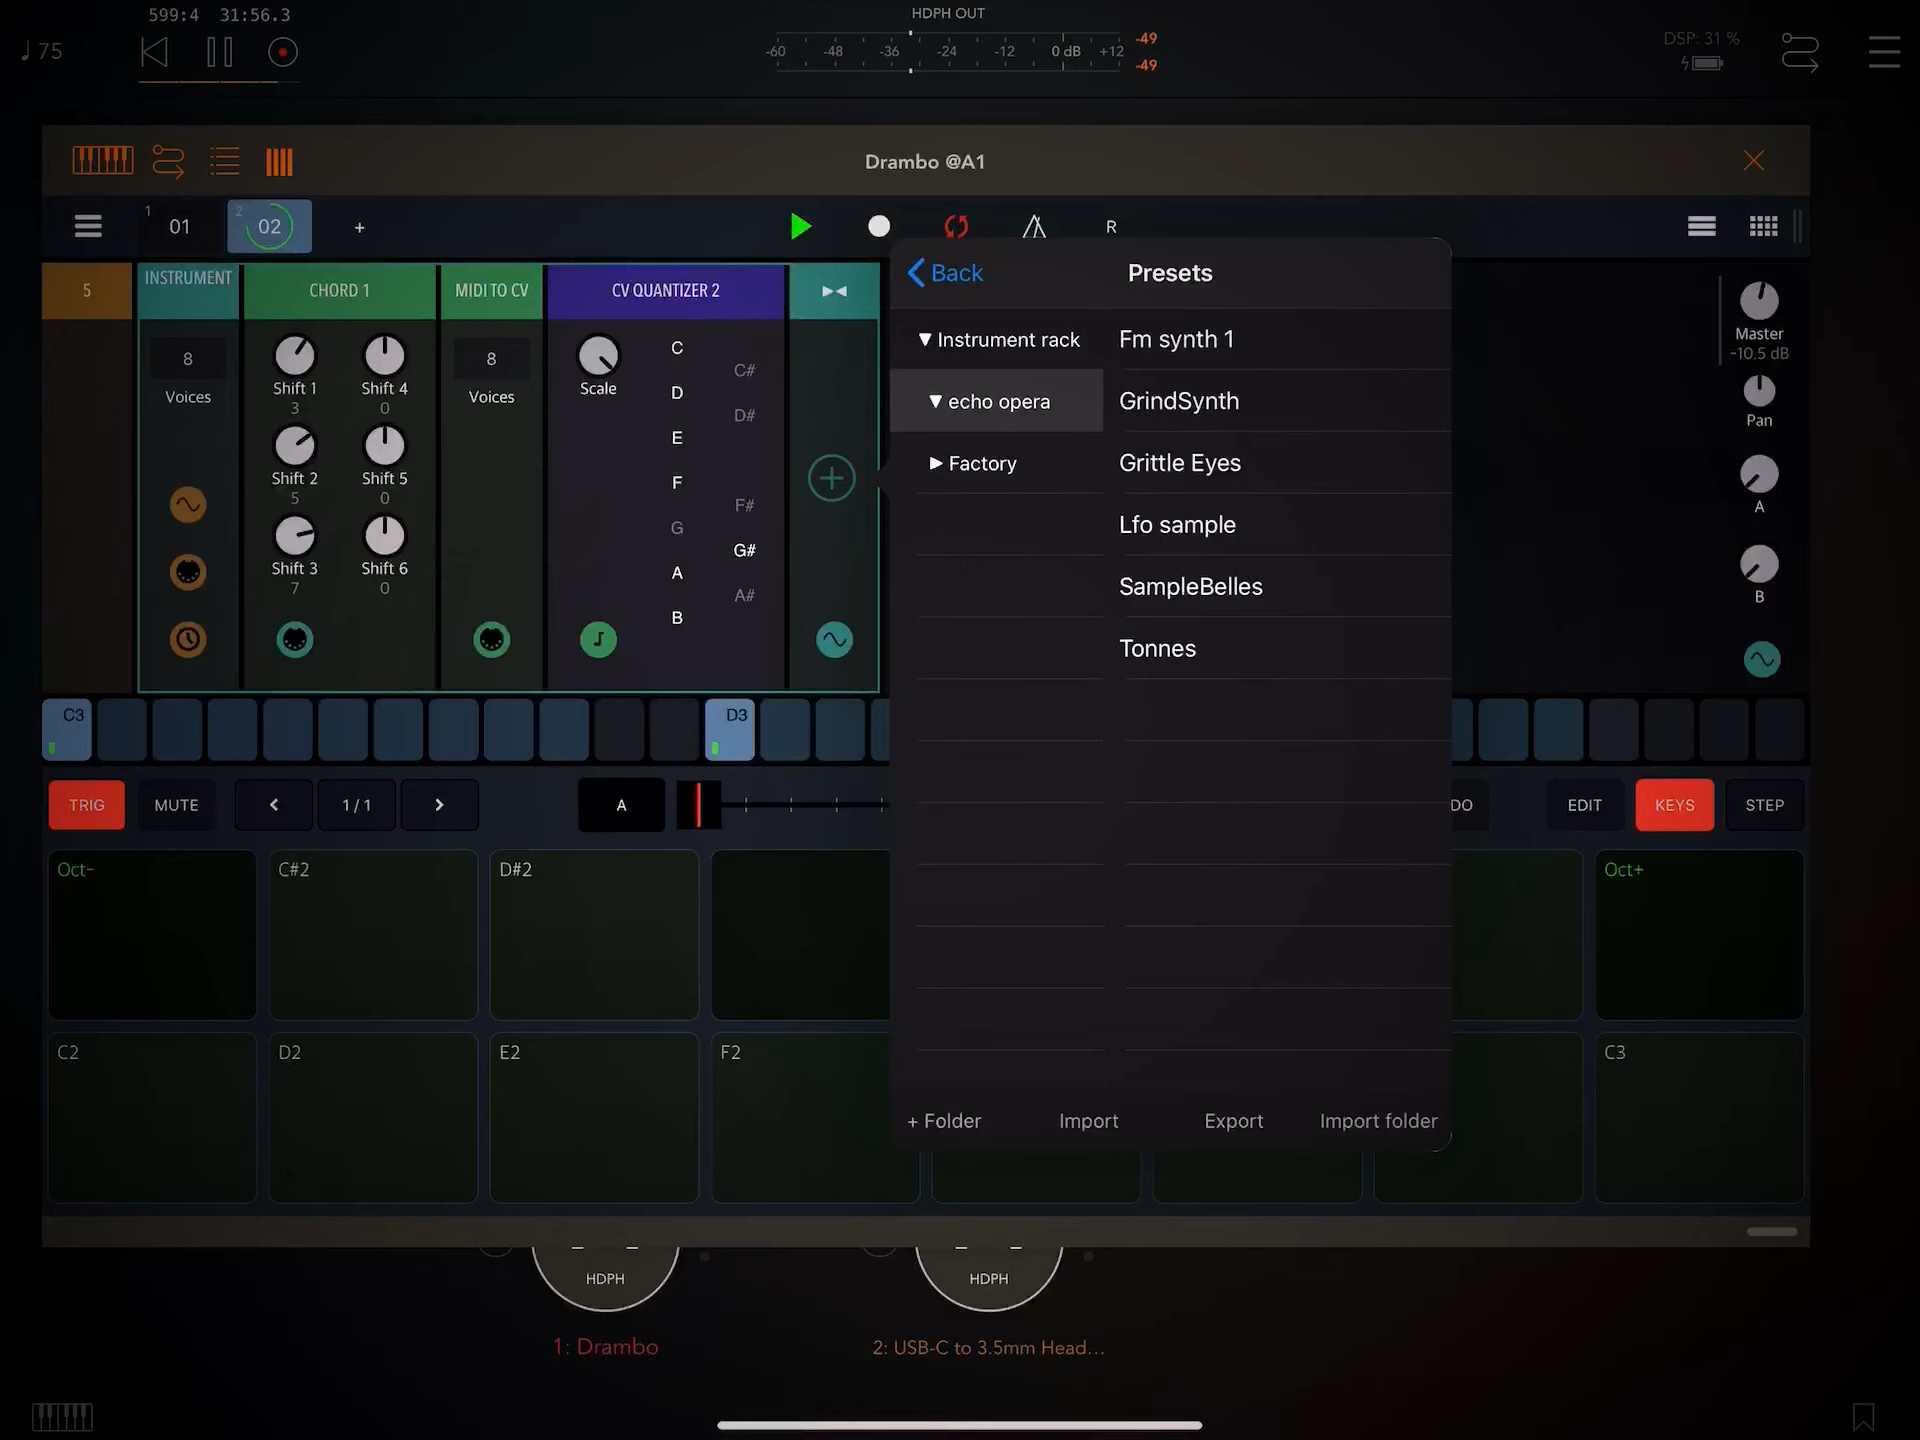 599:4 31:56.3
HDPH OUT
♩ 75
-60 -48 -36 -24 -12 0 dB +12
-49
-49
DSP: 31 %
Drambo @A1
1 01
2 02
+
R
5
INSTRUMENT
CHORD 1
MIDI TO CV
CV QUANTIZER 2
8
Voices
Shift 1
3
Shift 4
0
Shift 2
5
Shift 5
0
Shift 3
7
Shift 6
0
8
Voices
Scale
C
C#
D
D#
E
F
F#
G
G#
A
A#
B
Back
Presets
Instrument rack
echo opera
Factory
Fm synth 1
GrindSynth
Grittle Eyes
Lfo sample
SampleBelles
Tonnes
+ Folder
Import
Export
Import folder
Master
-10.5 dB
Pan
A
B
C3
D3
TRIG
MUTE
<
1 / 1
>
A
DO
EDIT
KEYS
STEP
Oct-
C#2
D#2
Oct+
C2
D2
E2
F2
C3
HDPH
HDPH
1: Drambo
2: USB-C to 3.5mm Head...